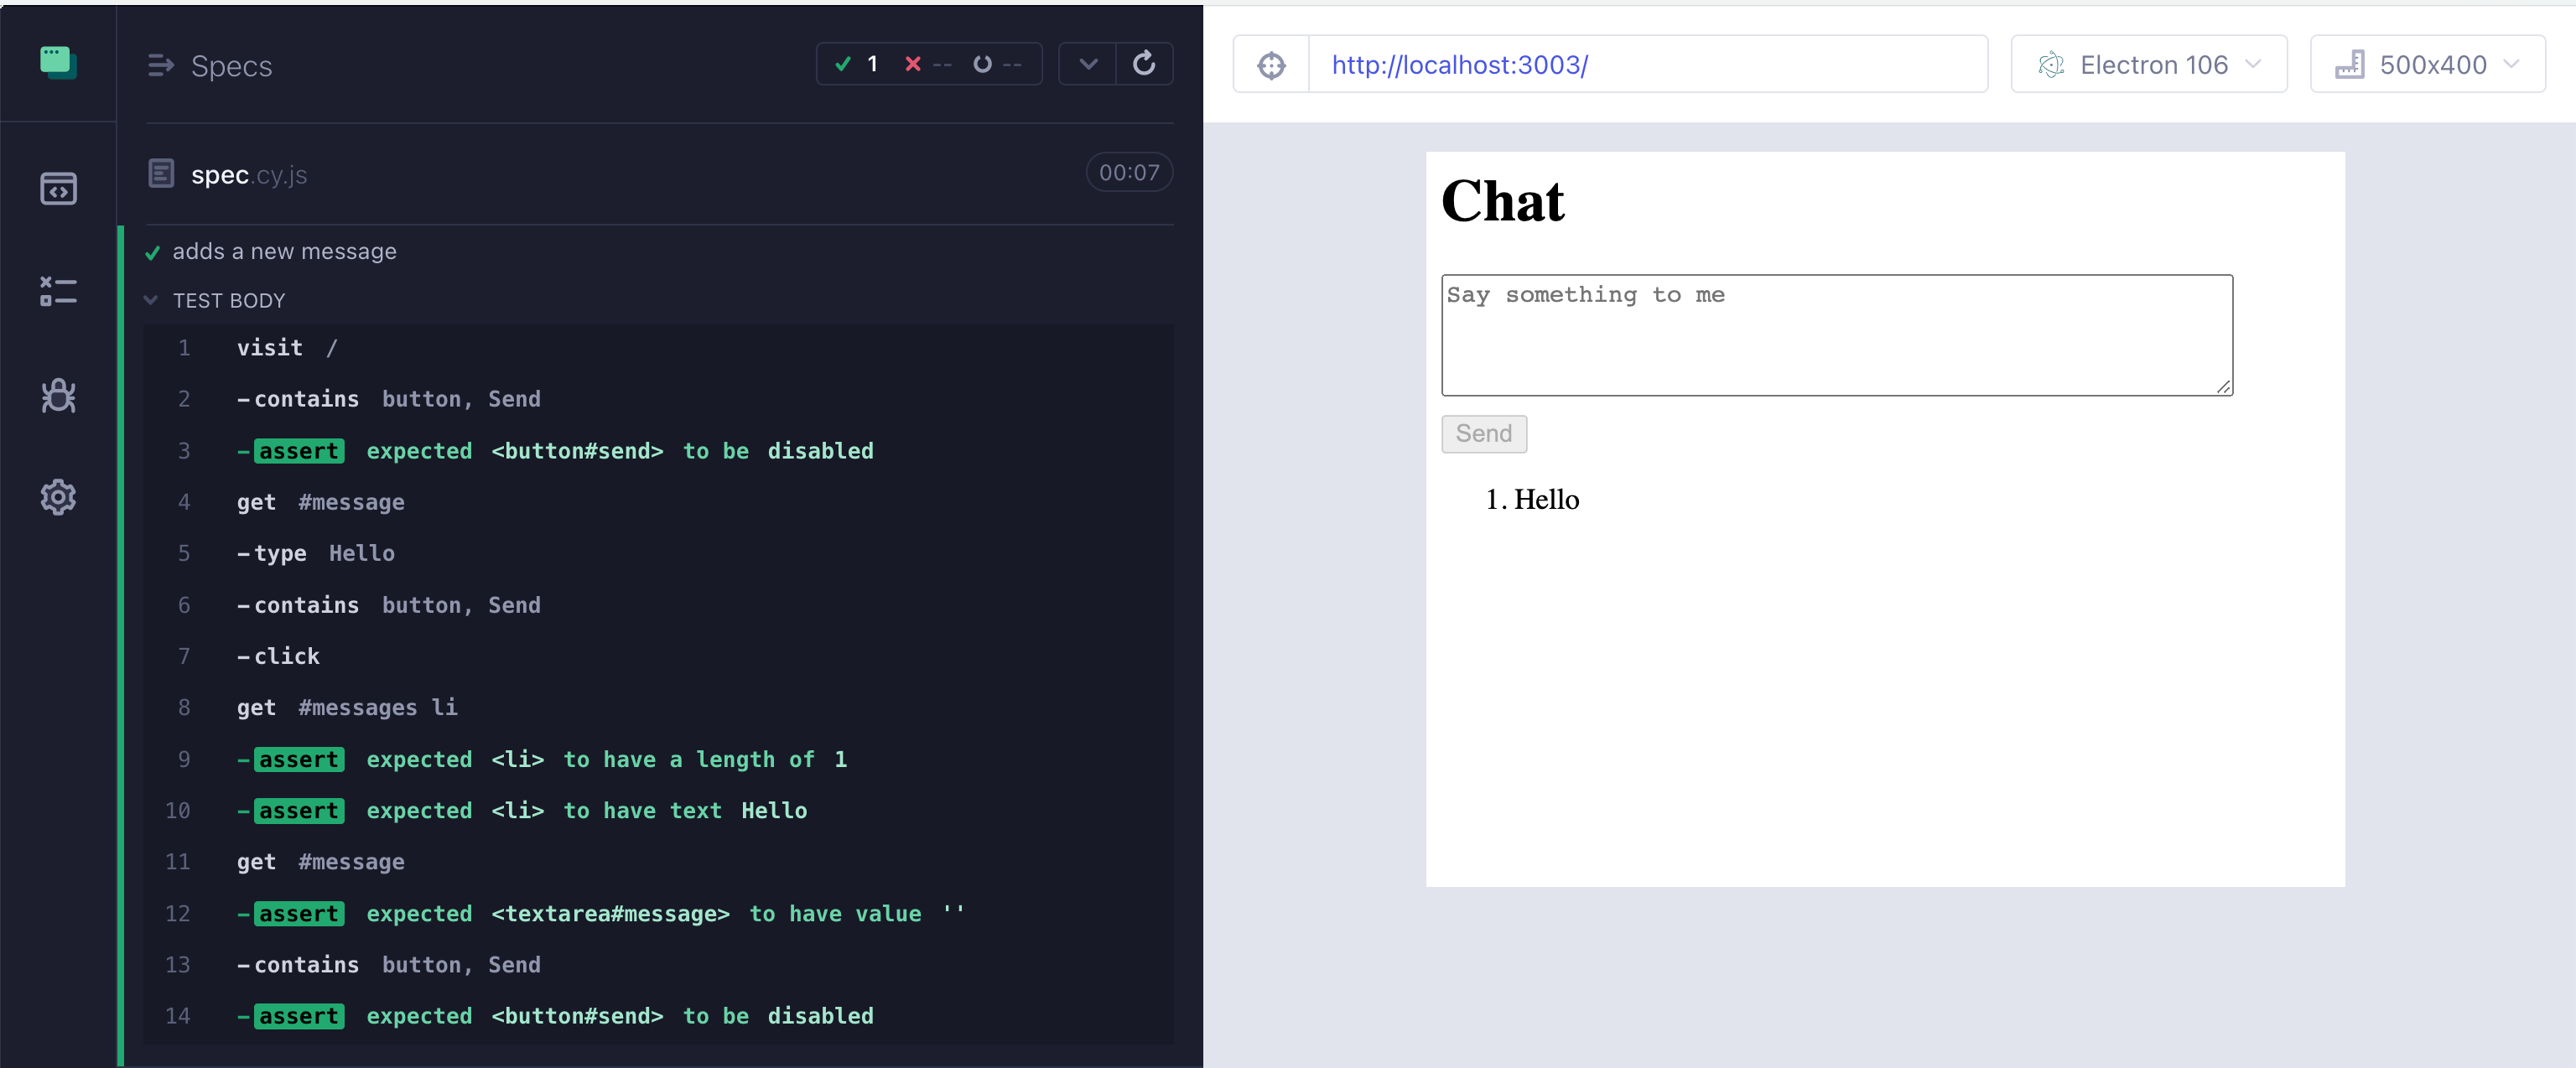 Specs
1 -- --
spec.cy.js
00:07
adds a new message
TEST BODY
1 visit /
2 -contains button, Send
3 -assert expected <button#send> to be disabled
4 get #message
5 -type Hello
6 -contains button, Send
7 -click
8 get #messages li
9 -assert expected <li> to have a length of 1
10 -assert expected <li> to have text Hello
11 get #message
12 -assert expected <textarea#message> to have value ''
13 -contains button, Send
14 -assert expected <button#send> to be disabled
http://localhost:3003/
Electron 106
500x400
Chat
Say something to me
Send
1. Hello